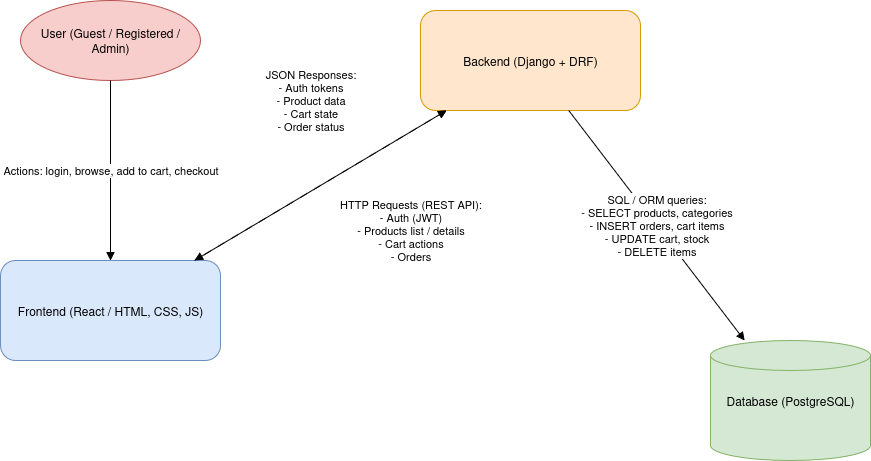 User (Guest / Registered /
Admin)
Backend (Django + DRF)
JSON Responses:
- Auth tokens
- Product data
- Cart state
- Order status
Actions: login, browse, add to cart, checkout
HTTP Requests (REST API):
- Auth (JWT)
- Products list / details
- Cart actions
- Orders
SQL / ORM queries:
- SELECT products, categories
- INSERT orders, cart items
- UPDATE cart, stock
- DELETE items
Frontend (React / HTML, CSS, JS)
Database (PostgreSQL)